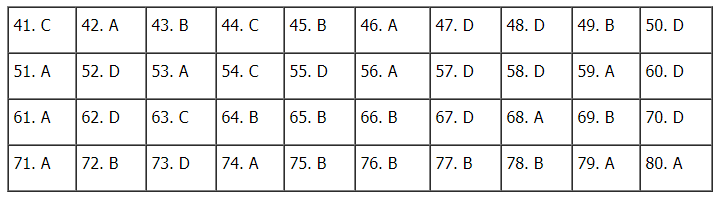 41. C 42. A 43. B 44. C 45. B 46. A 47. D 48. D 49. B 50. D
51. A 52. D 53. A 54. C 55. D 56. A 57. D 58. D 59. A 60. D
61. A 62. D 63. C 64. B 65. B 66. B 67. D 68. A 69. B 70. D
71. A 72. B 73. D 74. A 75. B 76. B 77. B 78. B 79. A 80. A